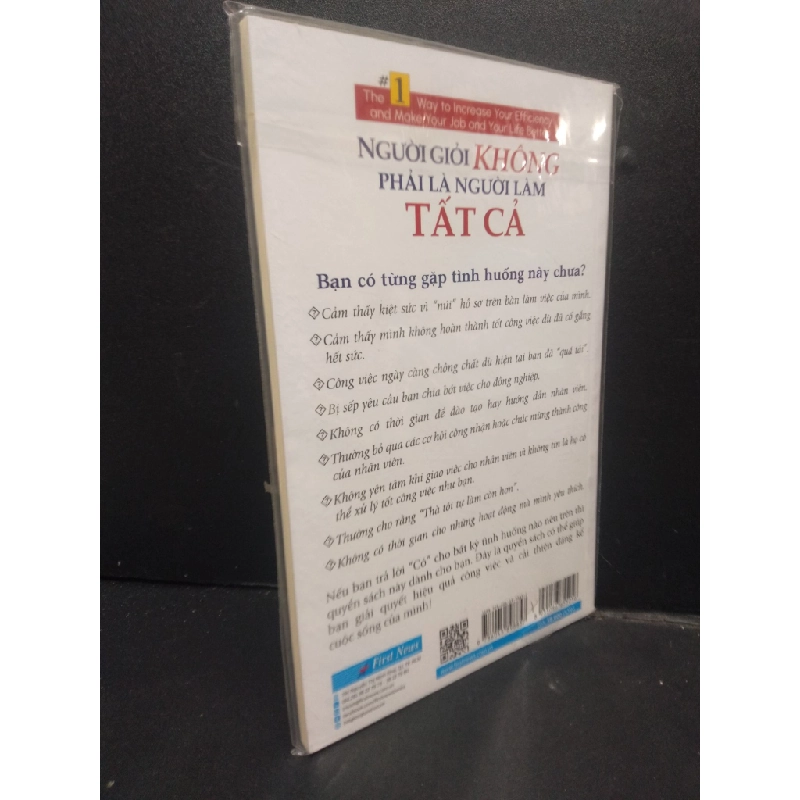 The #1 Way to Increase Your Efficiency
and Make Your Job and Your Life Better
NGƯỜI GIỎI KHÔNG
PHẢI LÀ NGƯỜI LÀM
TẤT CẢ
Bạn có từng gặp tình huống này chưa?
Cảm thấy kiệt sức vì "núi" hồ sơ trên bàn làm việc của mình.
Cảm thấy mình không hoàn thành tốt công việc dù đã cố gắng
hết sức.
Công việc ngày càng chồng chất dù hiện tại bạn đã "quá tải".
Bị sếp yêu cầu bạn chia bớt việc cho đồng nghiệp.
Không có thời gian để đào tạo hay hướng dẫn nhân viên.
Thường bỏ qua các cơ hội công nhận hoặc chúc mừng thành công
của nhân viên.
Không yên tâm khi giao việc cho nhân viên vì không tin là họ có
thể xử lý tốt công việc như bạn.
Thường cho rằng "Thà tôi tự làm còn hơn".
Không có thời gian cho những hoạt động mà mình yêu thích.
Nếu bạn trả lời "Có" cho bất kỳ tình huống nào nêu trên thì
quyển sách này dành cho bạn. Đây là quyển sách có thể giúp
bạn giải quyết hiệu quả công việc và cải thiện đáng kể
cuộc sống của mình!
First News